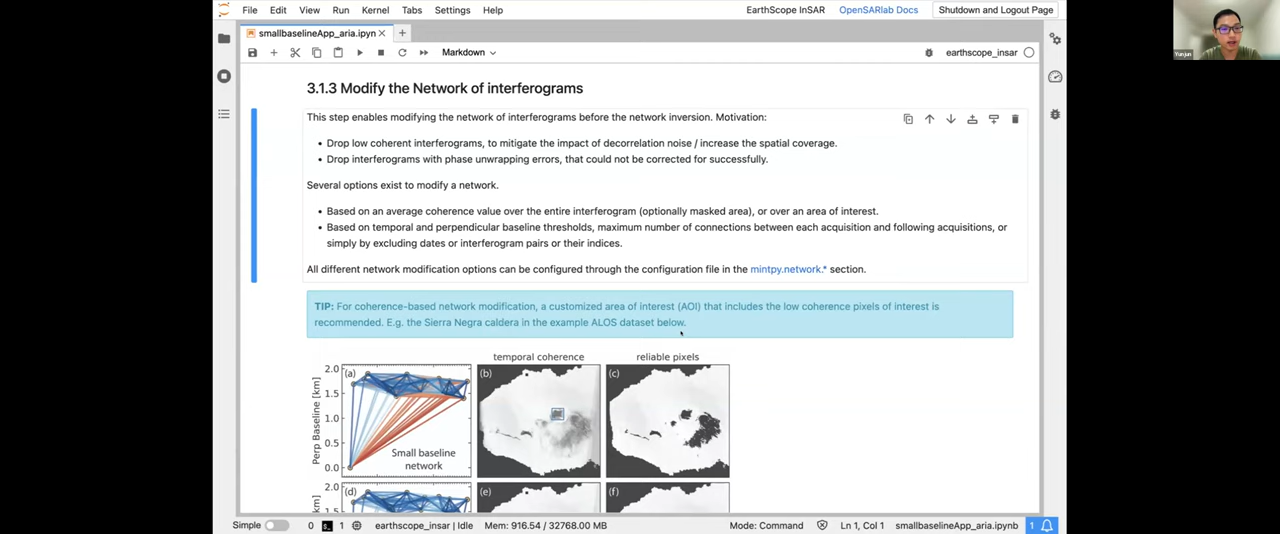 File Edit View Run Kernel Tabs Settings Help EarthScope InSAR OpenSARlab Docs Shutdown and Logout Page
smallbaselineApp_aria.ipyn
Markdown earthscope_insar
Yunjun
3.1.3 Modify the Network of interferograms
This step enables modifying the network of interferograms before the network inversion. Motivation:
• Drop low coherent interferograms, to mitigate the impact of decorrelation noise / increase the spatial coverage.
• Drop interferograms with phase unwrapping errors, that could not be corrected for successfully.
Several options exist to modify a network.
• Based on an average coherence value over the entire interferogram (optionally masked area), or over an area of interest.
• Based on temporal and perpendicular baseline thresholds, maximum number of connections between each acquisition and following acquisitions, or
simply by excluding dates or interferogram pairs or their indices.
All different network modification options can be configured through the configuration file in the mintpy.network.* section.
TIP: For coherence-based network modification, a customized area of interest (AOI) that includes the low coherence pixels of interest is
recommended. E.g. the Sierra Negra caldera in the example ALOS dataset below.
temporal coherence reliable pixels
Perp Baseline [km]
2.0
1.5
1.0
0.5
0.0
(a) (b) (c)
Small baseline
network
2.0
1.5
km]
(d) (e) (f)
Simple 0 1 earthscope_insar | Idle Mem: 916.54 / 32768.00 MB Mode: Command Ln 1, Col 1 smallbaselineApp_aria.ipynb 1